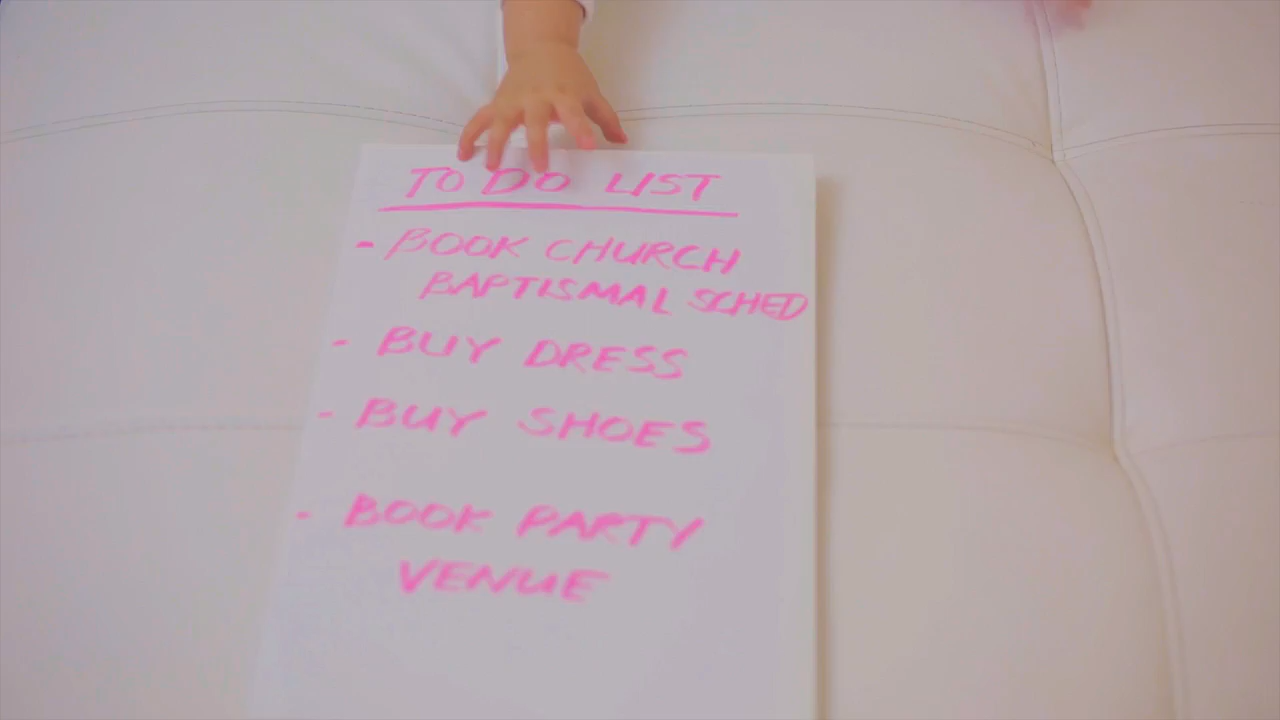 TO DO LIST
- BOOK CHURCH
BAPTISMAL SCHED
- BUY DRESS
- BUY SHOES
- BOOK PARTY
VENUE